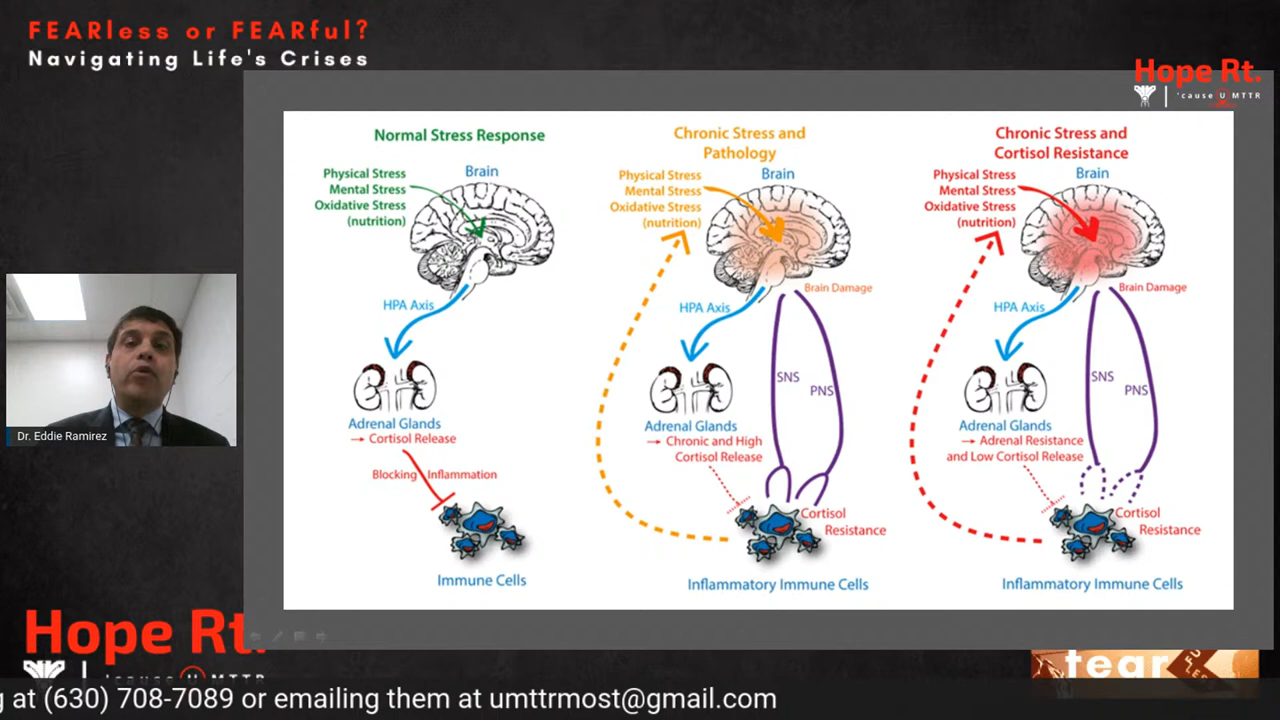 FEARless or FEARful?
Navigating Life's Crises
Hope Rt.
'cause U MTTR
Normal Stress Response
Physical Stress
Mental Stress
Oxidative Stress
(nutrition)
Brain
HPA Axis
Adrenal Glands
→ Cortisol Release
Blocking Inflammation
Immune Cells
Chronic Stress and
Pathology
Physical Stress
Mental Stress
Oxidative Stress
(nutrition)
Brain
Brain Damage
HPA Axis
SNS
PNS
Adrenal Glands
→ Chronic and High
Cortisol Release
Cortisol
Resistance
Inflammatory Immune Cells
Chronic Stress and
Cortisol Resistance
Physical Stress
Mental Stress
Oxidative Stress
(nutrition)
Brain
Brain Damage
HPA Axis
SNS
PNS
Adrenal Glands
→ Adrenal Resistance
and Low Cortisol Release
Cortisol
Resistance
Inflammatory Immune Cells
Dr. Eddie Ramirez
Hope Rt.
'cause U MTTR
fear
g at (630) 708-7089 or emailing them at umttrmost@gmail.com